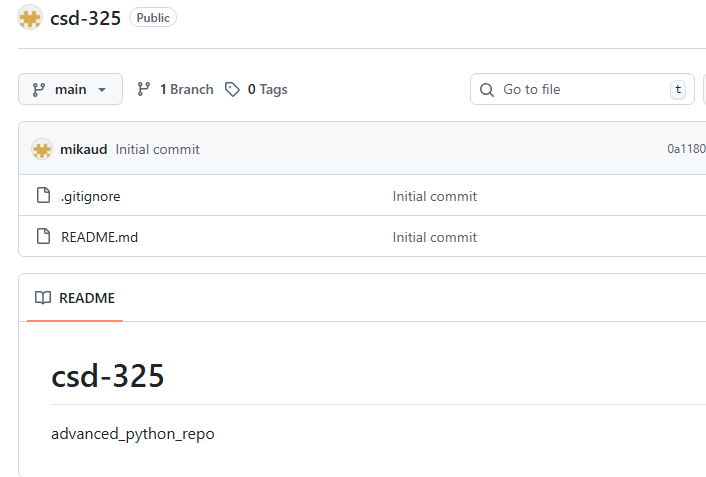 csd-325 Public
main 1 Branch 0 Tags Go to file t
mikaud Initial commit 0a1180
.gitignore Initial commit
README.md Initial commit
README
csd-325
advanced_python_repo